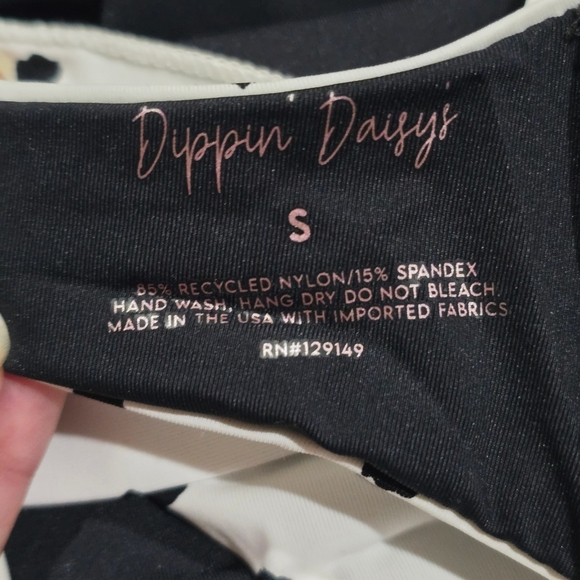 Dippin' Daisys
S
85% RECYCLED NYLON/15% SPANDEX
HAND WASH, HANG DRY DO NOT BLEACH
MADE IN THE USA WITH IMPORTED FABRICS
RN#129149